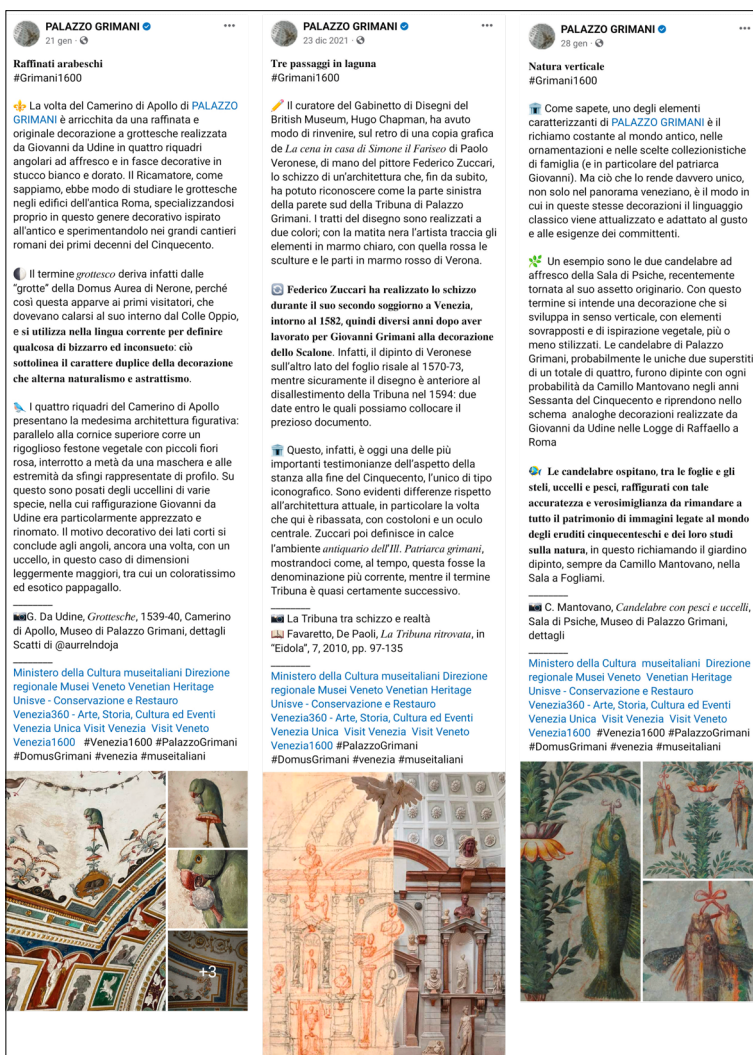 PALAZZO GRIMANI
21 gen ·
Raffinati arabeschi
#Grimani1600
La volta del Camerino di Apollo di PALAZZO
GRIMANI è arricchita da una raffinata e
originale decorazione a grottesche realizzata
da Giovanni da Udine in quattro riquadri
angolari ad affresco e in fasce decorative in
stucco bianco e dorato. Il Ricamatore, come
sappiamo, ebbe modo di studiare le grottesche
negli edifici dell'antica Roma, specializzandosi
proprio in questo genere decorativo ispirato
all'antico e sperimentandolo nei grandi cantieri
romani dei primi decenni del Cinquecento.
Il termine grottesco deriva infatti dalle
"grotte" della Domus Aurea di Nerone, perché
così questa apparve ai primi visitatori, che
dovevano calarsi al suo interno dal Colle Oppio,
e si utilizza nella lingua corrente per definire
qualcosa di bizzarro ed inconsueto: ciò
sottolinea il carattere duplice della decorazione
che alterna naturalismo e astrattismo.
I quattro riquadri del Camerino di Apollo
presentano la medesima architettura figurativa:
parallelo alla cornice superiore corre un
rigoglioso festone vegetale con piccoli fiori
rosa, interrotto a metà da una maschera e alle
estremità da sfingi rappresentate di profilo. Su
questo sono posati degli uccellini di varie
specie, nella cui raffigurazione Giovanni da
Udine era particolarmente apprezzato e
rinomato. Il motivo decorativo dei lati corti si
conclude agli angoli, ancora una volta, con un
uccello, in questo caso di dimensioni
leggermente maggiori, tra cui un coloratissimo
ed esotico pappagallo.
G. Da Udine, Grottesche, 1539-40, Camerino
di Apollo, Museo di Palazzo Grimani, dettagli
Scatti di @aurrelndoja
Ministero della Cultura museitaliani Direzione
regionale Musei Veneto Venetian Heritage
Unisve - Conservazione e Restauro
Venezia360 - Arte, Storia, Cultura ed Eventi
Venezia Unica Visit Venezia Visit Veneto
Venezia1600 #Venezia1600 #PalazzoGrimani
#DomusGrimani #venezia #museitaliani
+3
PALAZZO GRIMANI
23 dic 2021 ·
Tre passaggi in laguna
#Grimani1600
Il curatore del Gabinetto di Disegni del
British Museum, Hugo Chapman, ha avuto
modo di rinvenire, sul retro di una copia grafica
de La cena in casa di Simone il Fariseo di Paolo
Veronese, di mano del pittore Federico Zuccari,
lo schizzo di un'architettura che, fin da subito,
ha potuto riconoscere come la parte sinistra
della parete sud della Tribuna di Palazzo
Grimani. I tratti del disegno sono realizzati a
due colori; con la matita nera l'artista traccia gli
elementi in marmo chiaro, con quella rossa le
sculture e le parti in marmo rosso di Verona.
Federico Zuccari ha realizzato lo schizzo
durante il suo secondo soggiorno a Venezia,
intorno al 1582, quindi diversi anni dopo aver
lavorato per Giovanni Grimani alla decorazione
dello Scalone. Infatti, il dipinto di Veronese
sull'altro lato del foglio risale al 1570-73,
mentre sicuramente il disegno è anteriore al
disallestimento della Tribuna nel 1594: due
date entro le quali possiamo collocare il
prezioso documento.
Questo, infatti, è oggi una delle più
importanti testimonianze dell'aspetto della
stanza alla fine del Cinquecento, l'unico di tipo
iconografico. Sono evidenti differenze rispetto
all'architettura attuale, in particolare la volta
che qui è ribassata, con costoloni e un oculo
centrale. Zuccari poi definisce in calce
l'ambiente antiquario dell'Ill. Patriarca grimani,
mostrandoci come, al tempo, questa fosse la
denominazione più corrente, mentre il termine
Tribuna è quasi certamente successivo.
La Tribuna tra schizzo e realtà
Favaretto, De Paoli, La Tribuna ritrovata, in
"Eidola", 7, 2010, pp. 97-135
Ministero della Cultura museitaliani Direzione
regionale Musei Veneto Venetian Heritage
Unisve - Conservazione e Restauro
Venezia360 - Arte, Storia, Cultura ed Eventi
Venezia Unica Visit Venezia Visit Veneto
Venezia1600 #PalazzoGrimani
#DomusGrimani #venezia #museitaliani
PALAZZO GRIMANI
28 gen ·
Natura verticale
#Grimani1600
Come sapete, uno degli elementi
caratterizzanti di PALAZZO GRIMANI è il
richiamo costante al mondo antico, nelle
ornamentazioni e nelle scelte collezionistiche
di famiglia (e in particolare del patriarca
Giovanni). Ma ciò che lo rende davvero unico,
non solo nel panorama veneziano, è il modo in
cui in queste stesse decorazioni il linguaggio
classico viene attualizzato e adattato al gusto
e alle esigenze dei committenti.
Un esempio sono le due candelabre ad
affresco della Sala di Psiche, recentemente
tornata al suo assetto originario. Con questo
termine si intende una decorazione che si
sviluppa in senso verticale, con elementi
sovrapposti e di ispirazione vegetale, più o
meno stilizzati. Le candelabre di Palazzo
Grimani, probabilmente le uniche due superstiti
di un totale di quattro, furono dipinte con ogni
probabilità da Camillo Mantovano negli anni
Sessanta del Cinquecento e riprendono nello
schema analoghe decorazioni realizzate da
Giovanni da Udine nelle Logge di Raffaello a
Roma
Le candelabre ospitano, tra le foglie e gli
steli, uccelli e pesci, raffigurati con tale
accuratezza e verosimiglianza da rimandare a
tutto il patrimonio di immagini legate al mondo
degli eruditi cinquecenteschi e dei loro studi
sulla natura, in questo richiamando il giardino
dipinto, sempre da Camillo Mantovano, nella
Sala a Fogliami.
C. Mantovano, Candelabre con pesci e uccelli,
Sala di Psiche, Museo di Palazzo Grimani,
dettagli
Ministero della Cultura museitaliani Direzione
regionale Musei Veneto Venetian Heritage
Unisve - Conservazione e Restauro
Venezia360 - Arte, Storia, Cultura ed Eventi
Venezia Unica Visit Venezia Visit Veneto
Venezia1600 #Venezia1600 #PalazzoGrimani
#DomusGrimani #venezia #museitaliani